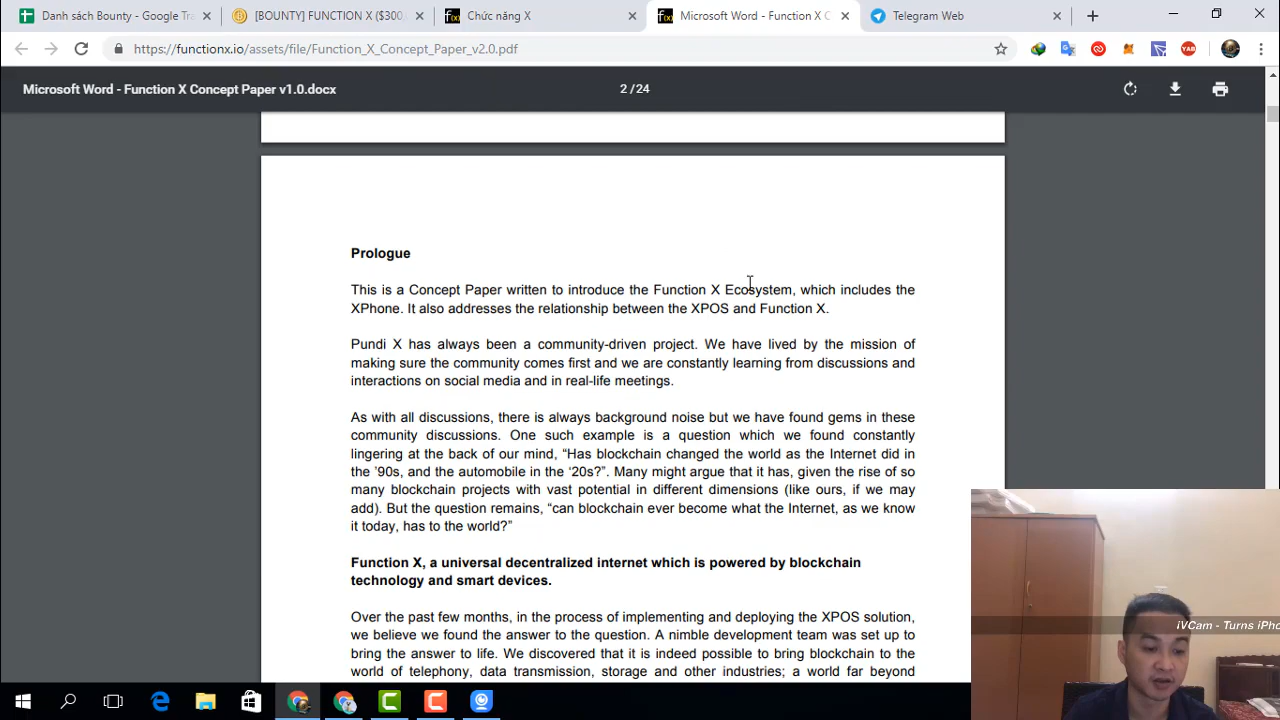 Danh sách Bounty - Google T
[BOUNTY] FUNCTION X ($30
Chức năng X
Microsoft Word - Function X C
Telegram Web
https://functionx.io/assets/file/Function_X_Concept_Paper_v2.0.pdf
YAB
Microsoft Word - Function X Concept Paper v1.0.docx
2 / 24
Prologue
This is a Concept Paper written to introduce the Function X Ecosystem, which includes the
XPhone. It also addresses the relationship between the XPOS and Function X.
Pundi X has always been a community-driven project. We have lived by the mission of
making sure the community comes first and we are constantly learning from discussions and
interactions on social media and in real-life meetings.
As with all discussions, there is always background noise but we have found gems in these
community discussions. One such example is a question which we found constantly
lingering at the back of our mind, “Has blockchain changed the world as the Internet did in
the ’90s, and the automobile in the ‘20s?”. Many might argue that it has, given the rise of so
many blockchain projects with vast potential in different dimensions (like ours, if we may
add). But the question remains, “can blockchain ever become what the Internet, as we know
it today, has to the world?”
Function X, a universal decentralized internet which is powered by blockchain
technology and smart devices.
Over the past few months, in the process of implementing and deploying the XPOS solution,
we believe we found the answer to the question. A nimble development team was set up to
bring the answer to life. We discovered that it is indeed possible to bring blockchain to the
world of telephony, data transmission, storage and other industries; a world far beyond
iVCam - Turns iPho